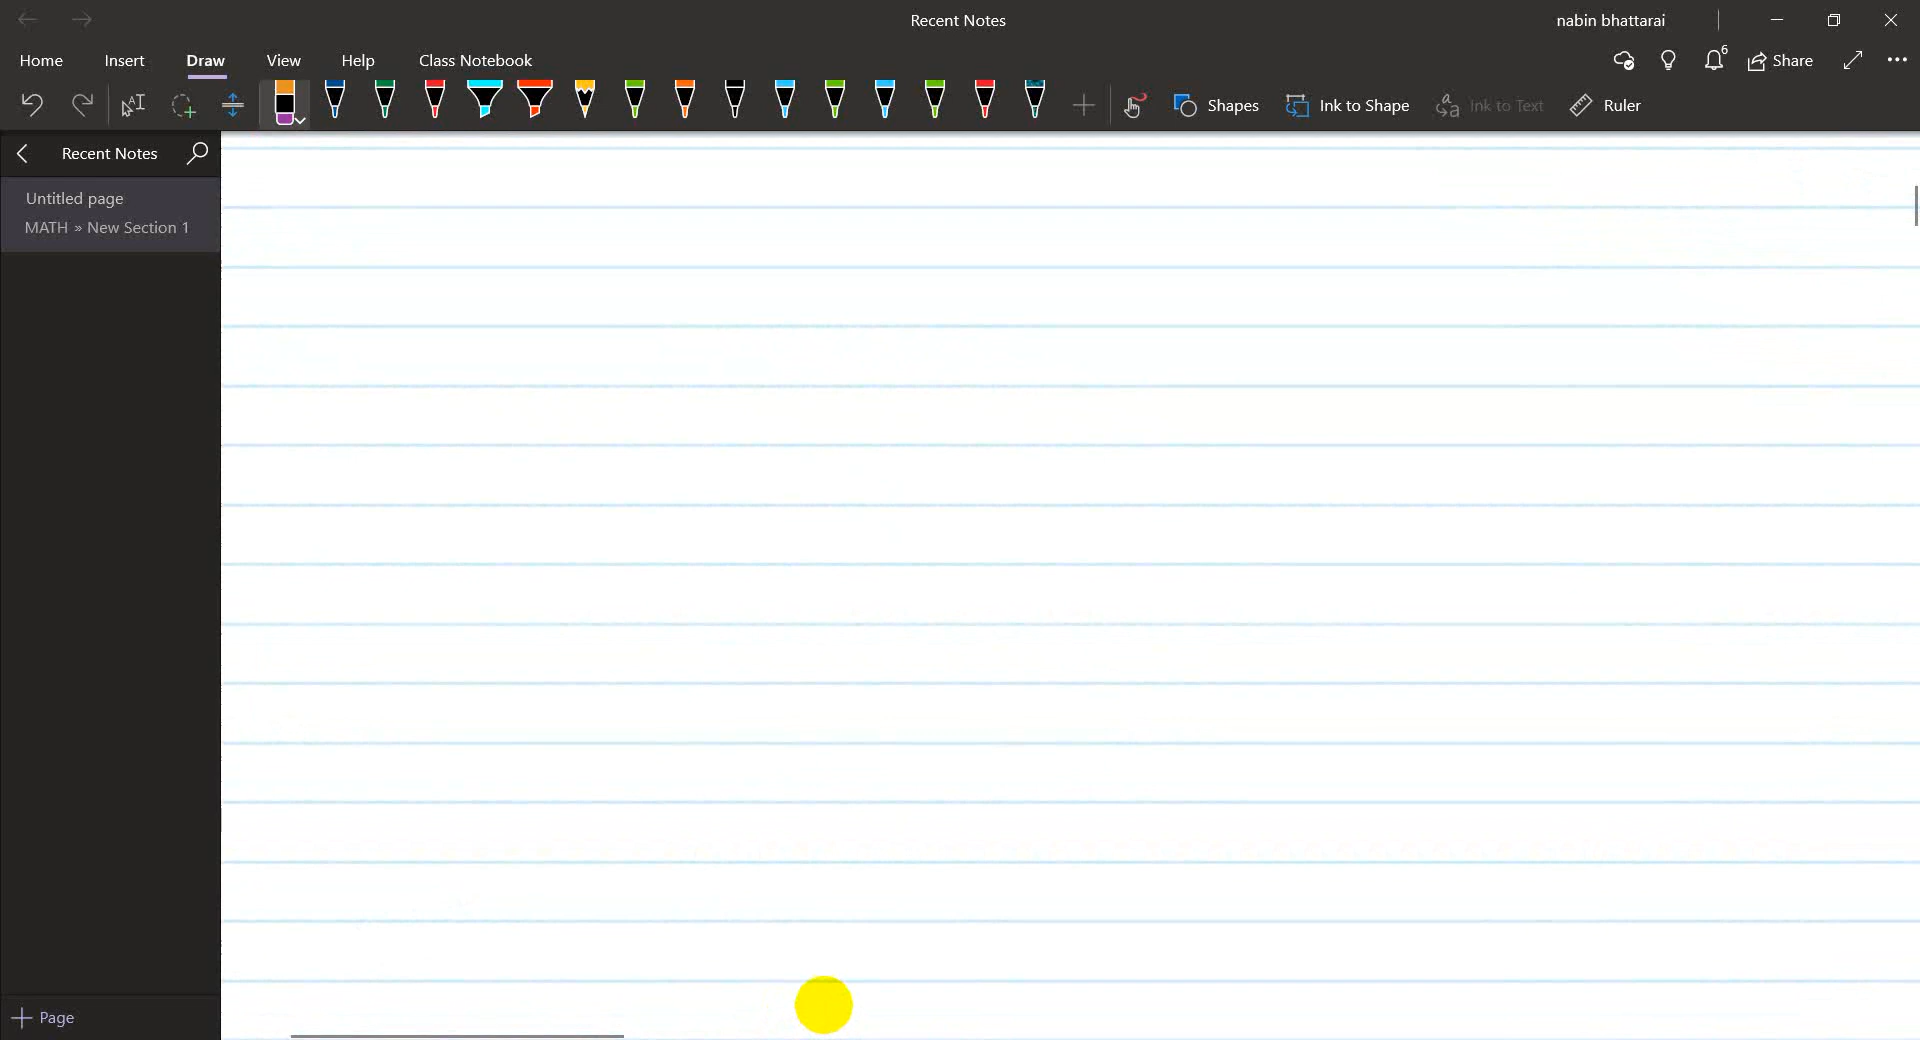 Recent Notes
nabin bhattarai
Home Insert Draw View Help Class Notebook
6
Share
Shapes Ink to Shape Ink to Text Ruler
Recent Notes
Untitled page
MATH » New Section 1
Page